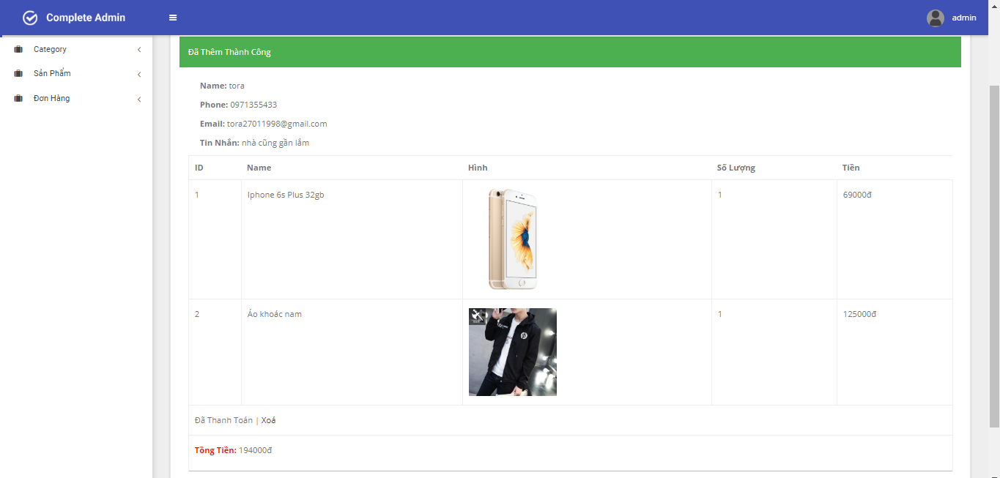 Complete Admin
admin
Category
Sản Phẩm
Đơn Hàng
Đã Thêm Thành Công
Name: tora
Phone: 0971355433
Email: tora27011998@gmail.com
Tin Nhắn: nhà cũng gần lắm
ID Name Hình Số Lượng Tiền
1 Iphone 6s Plus 32gb 1 69000đ
2 Áo khoác nam 1 125000đ
Đã Thanh Toán | Xoá
Tồng Tiền: 194000đ